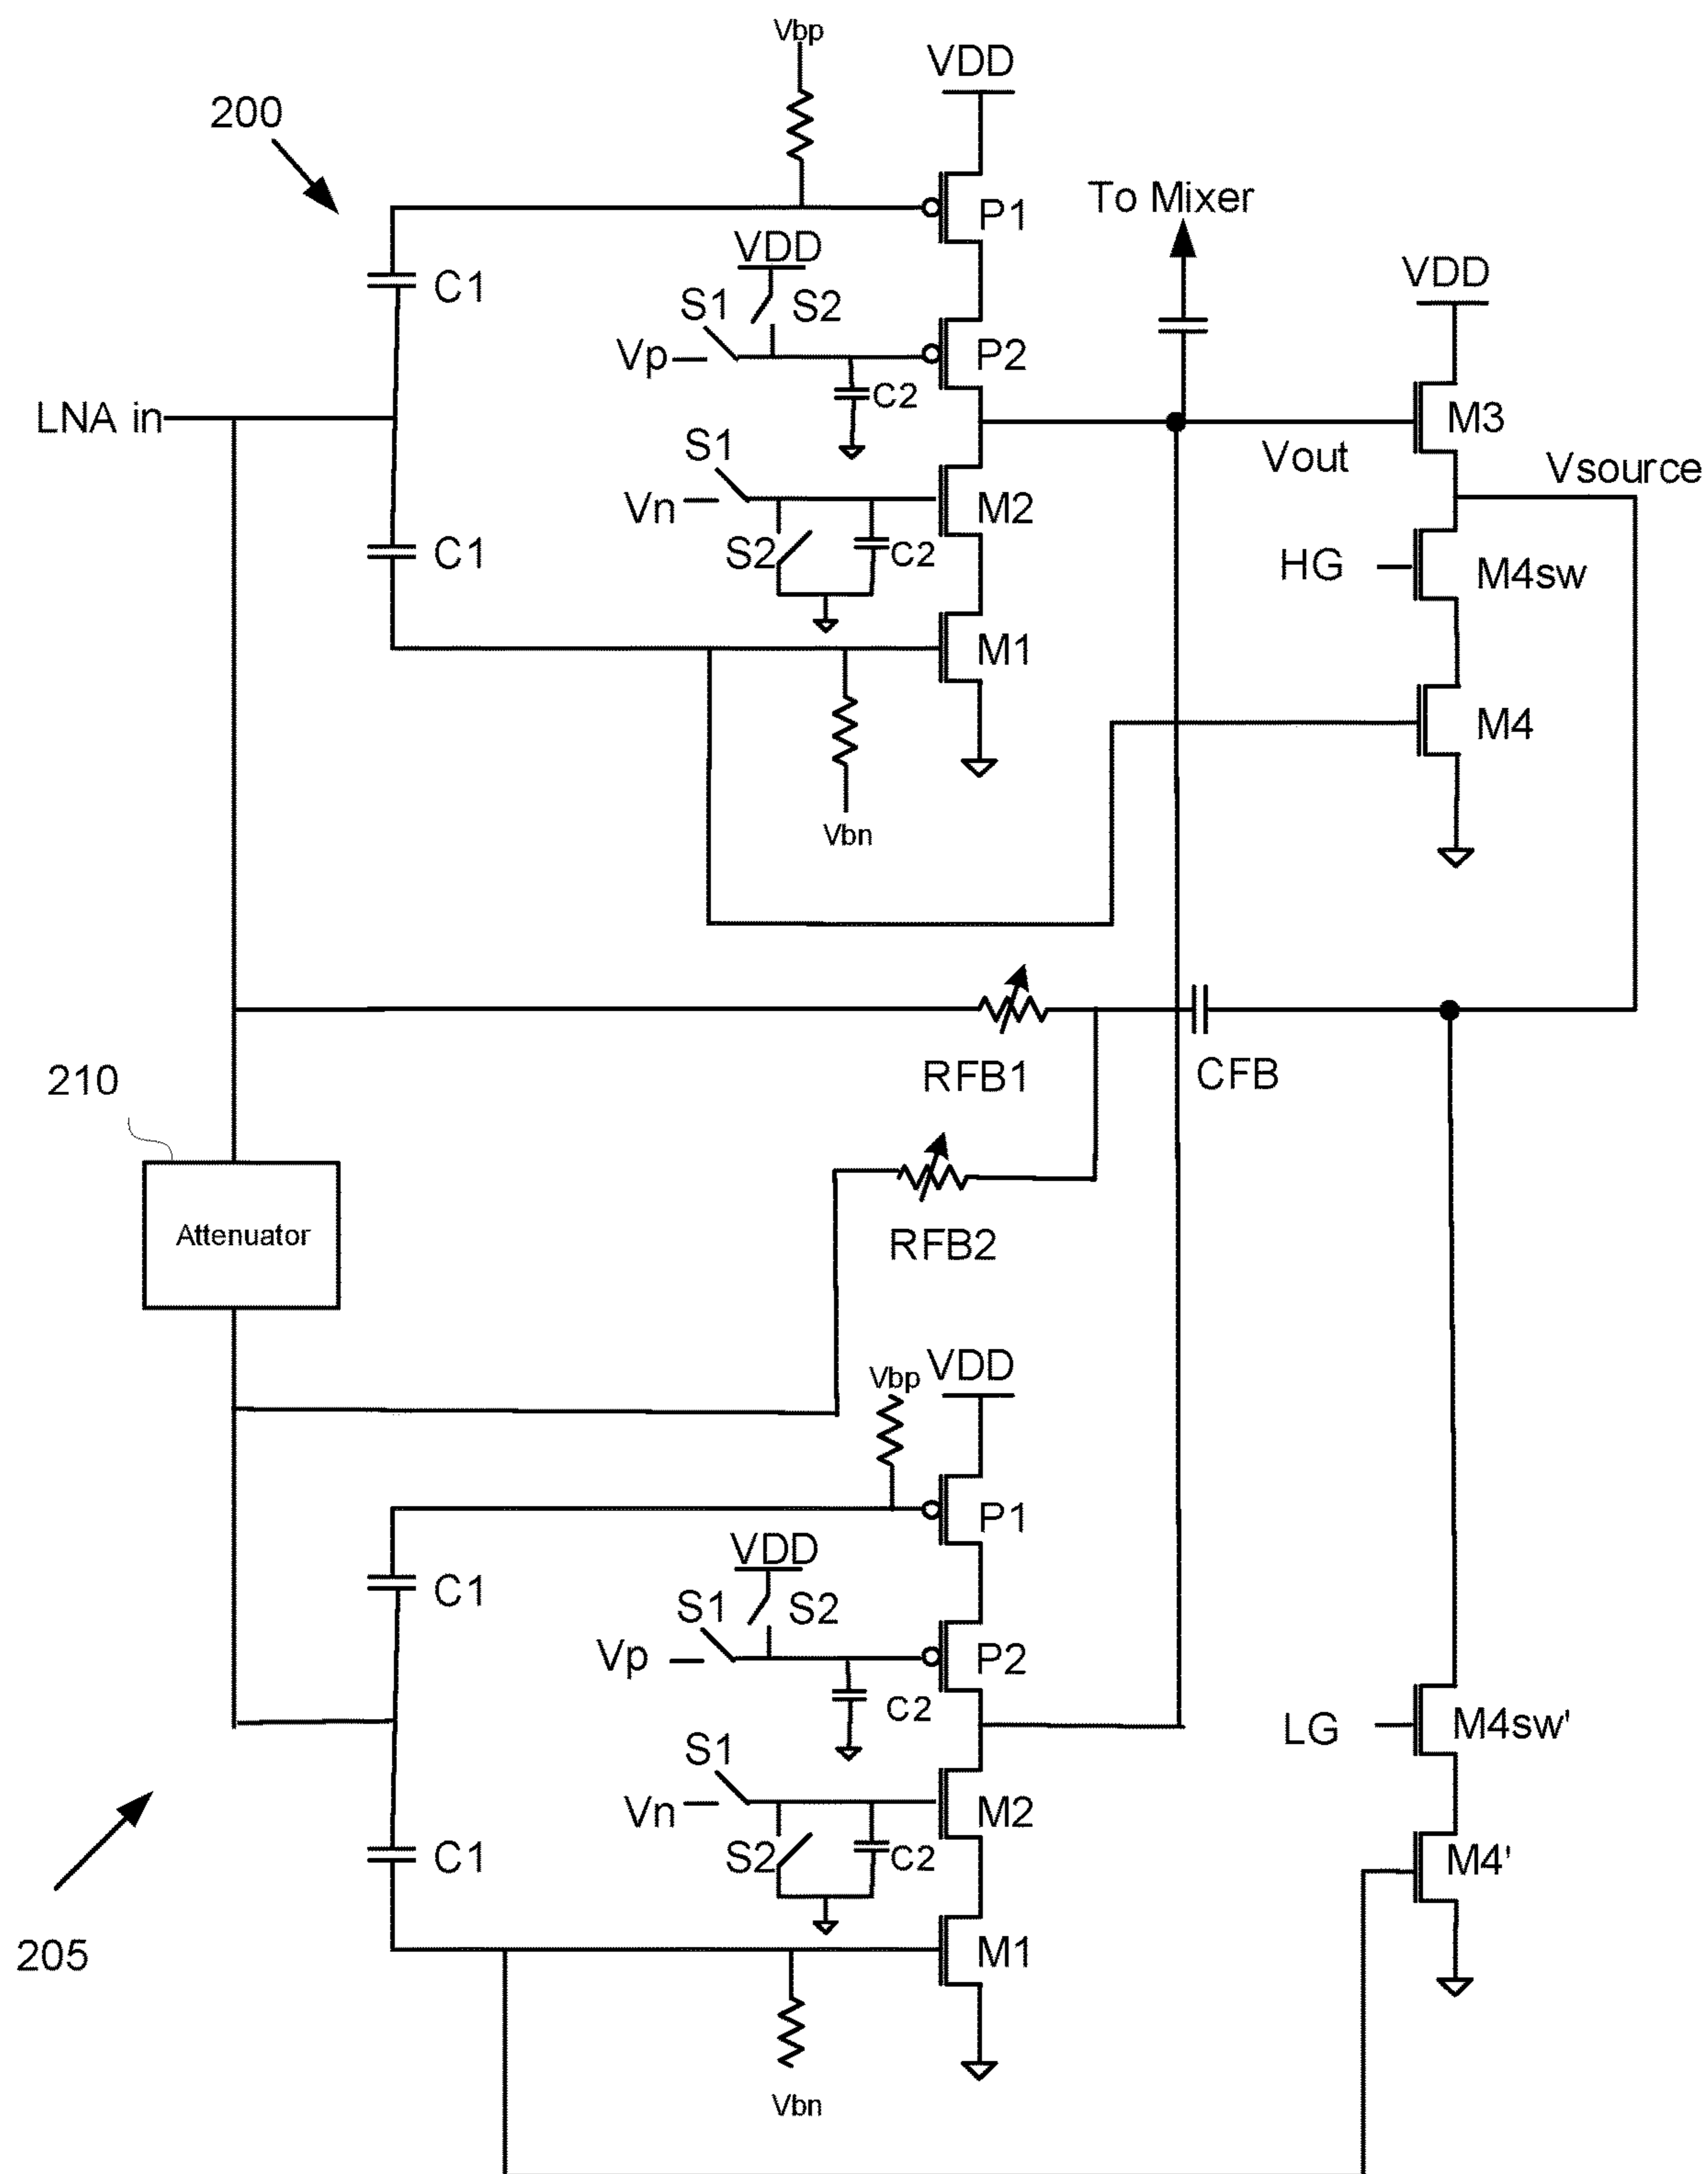 Vbp
VDD
200
To Mixer
P1
VDD
VDD
C1
S1
S2
Vp
P2
C2
LNA in
M3
S1
Vout
Vsource
Vn
M2
S2
C2
C1
HG
M4sw
M1
M4
Vbn
RFB1
CFB
210
Attenuator
RFB2
Vbp
VDD
P1
VDD
C1
S1
S2
Vp
P2
C2
S1
LG
M4sw'
Vn
M2
S2
C2
C1
M4'
205
M1
Vbn